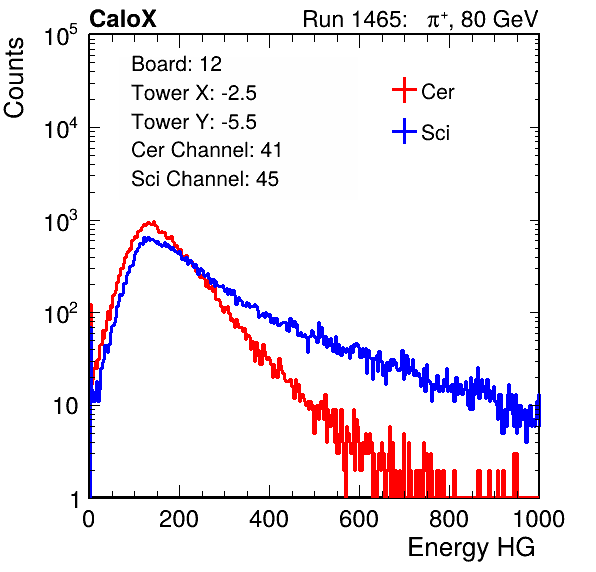 CaloX Run 1465: π⁺, 80 GeV
Counts
Board: 12
Tower X: -2.5
Tower Y: -5.5
Cer Channel: 41
Sci Channel: 45
Cer
Sci
10⁵
10⁴
10³
10²
10
1
0 200 400 600 800 1000
Energy HG